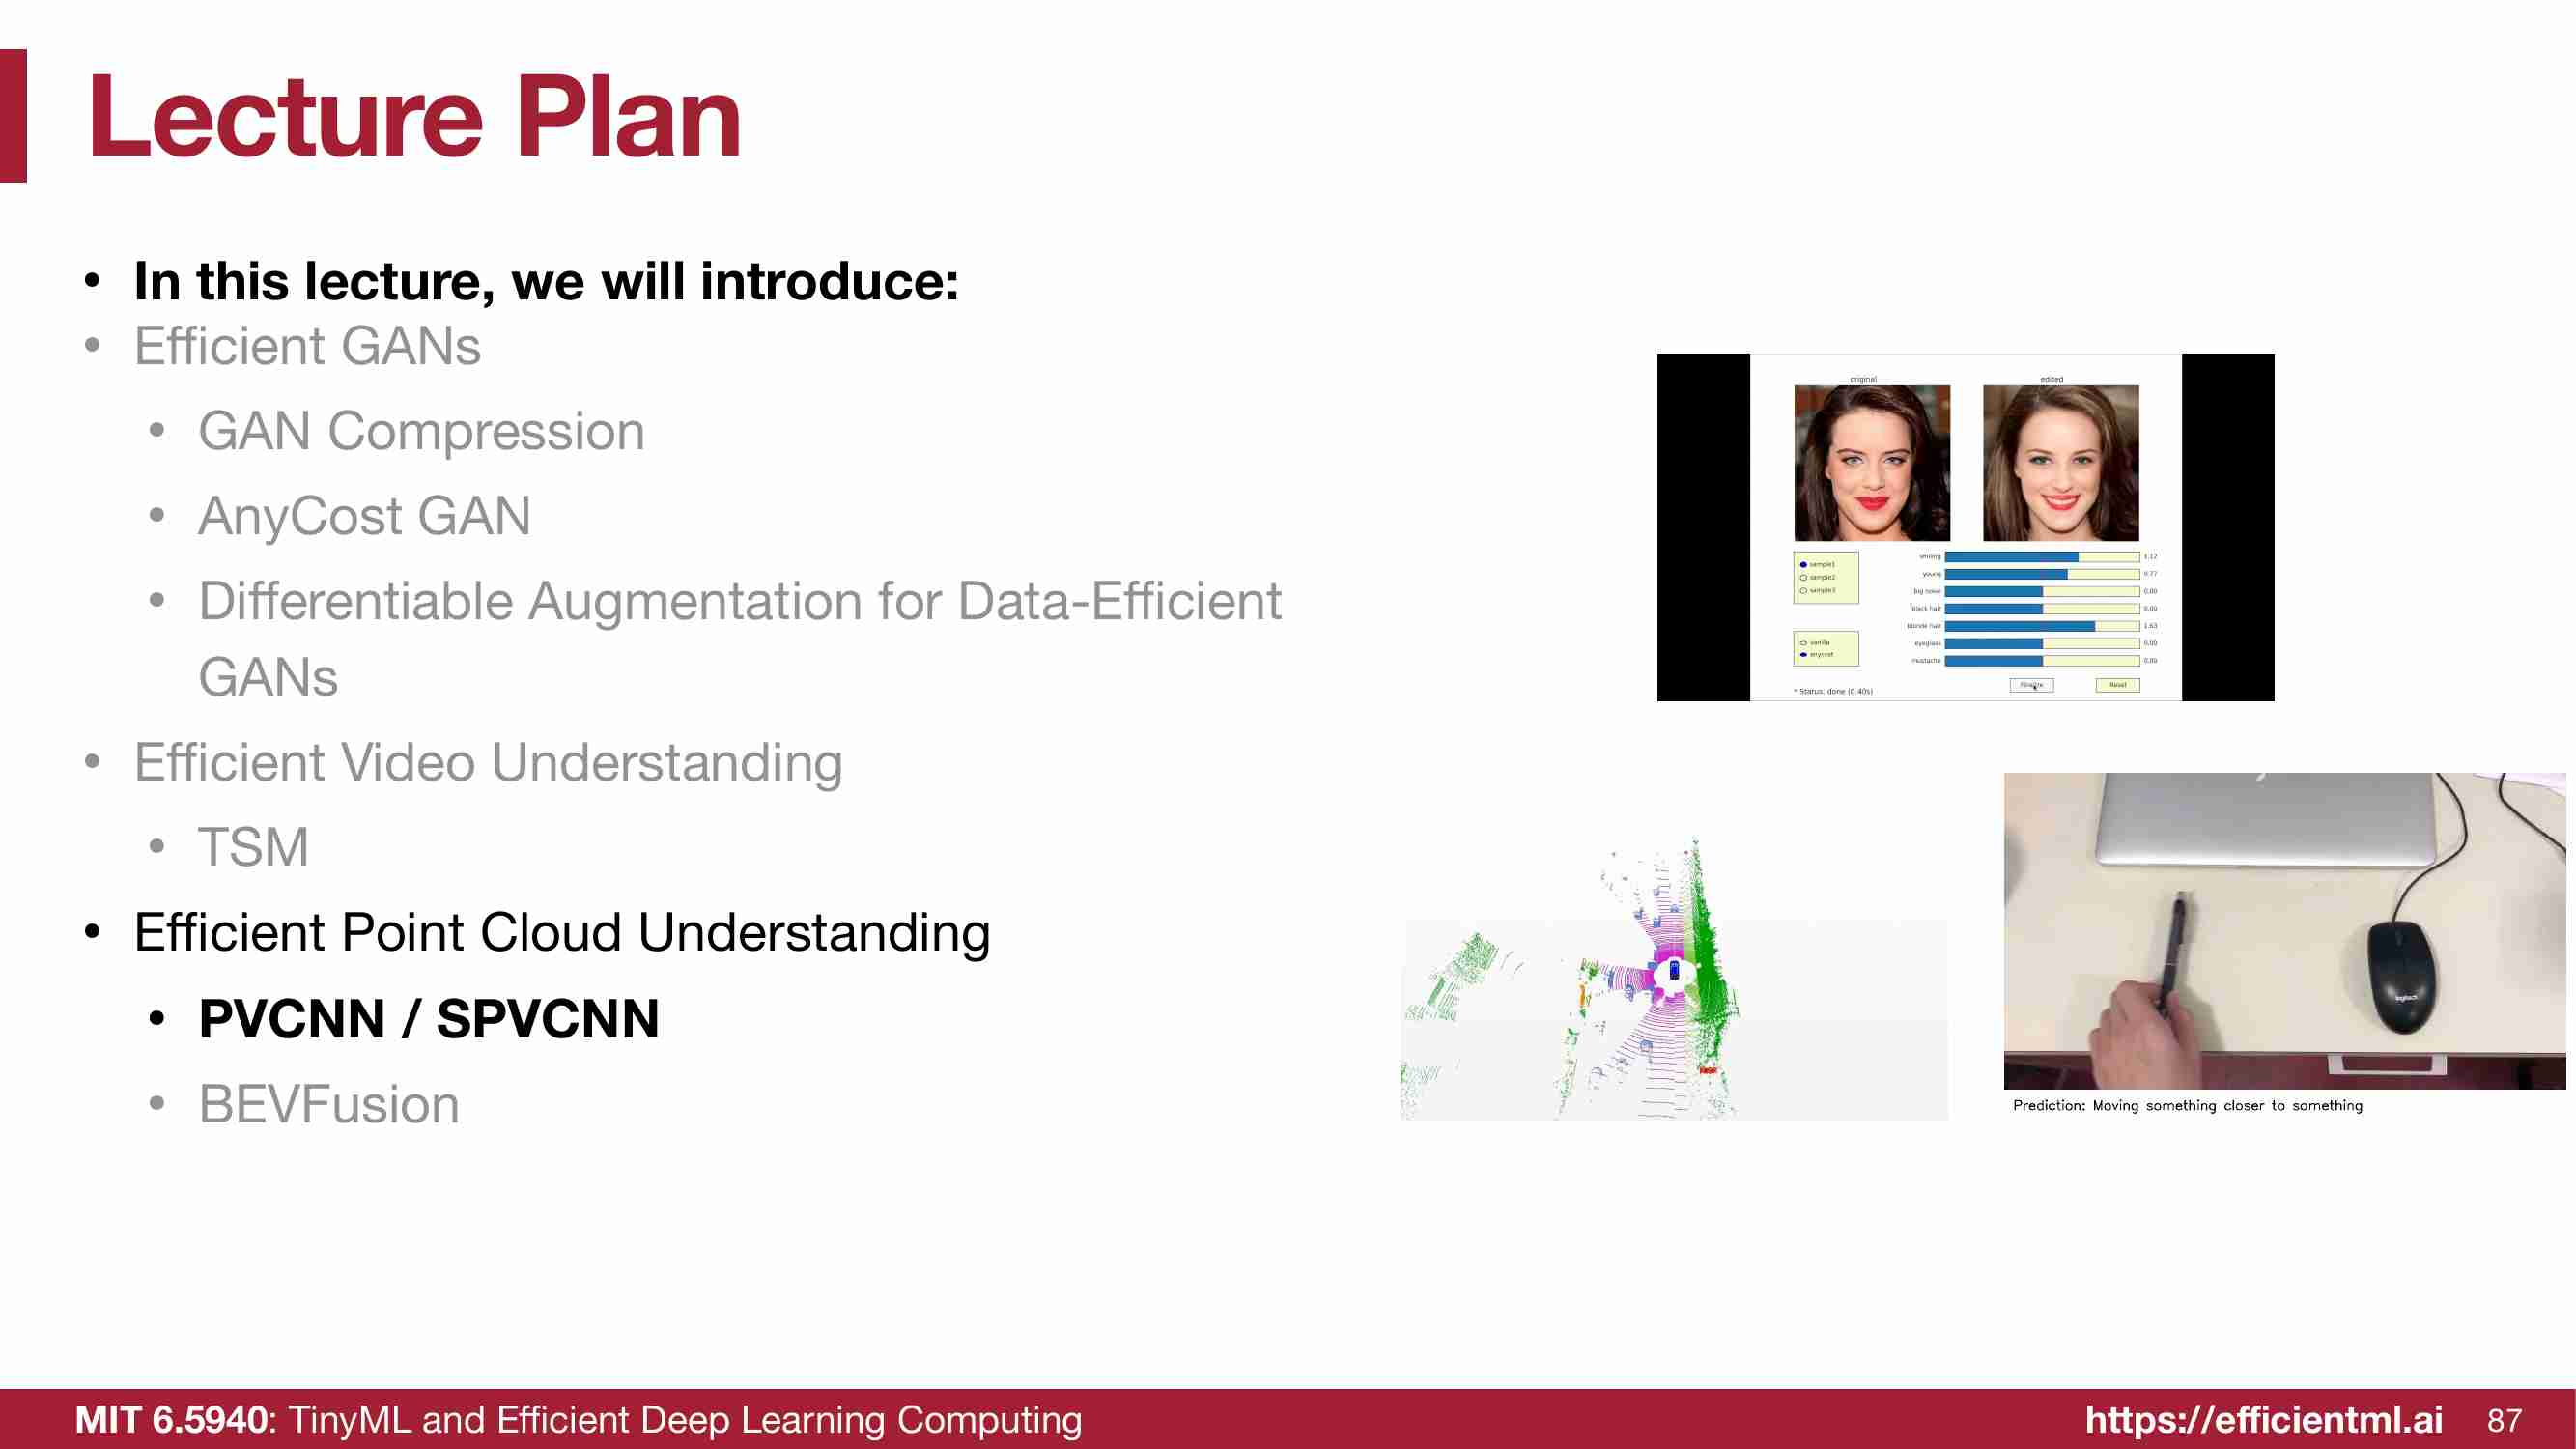 Lecture Plan
• In this lecture, we will introduce:
• Efficient GANs
• GAN Compression
• AnyCost GAN
• Differentiable Augmentation for Data-Efficient
GANs
• Efficient Video Understanding
• TSM
• Efficient Point Cloud Understanding
• PVCNN / SPVCNN
• BEVFusion
original
edited
smiling 1.12
young 0.77
big nose 0.00
black hair 0.00
blonde hair 1.63
eyeglass 0.00
mustache 0.00
sample1
sample2
sample3
vanilla
anycost
Finalize
Reset
* Status: done (0.40s)
logitech
Prediction: Moving something closer to something
MIT 6.5940: TinyML and Efficient Deep Learning Computing
https://efficientml.ai
87